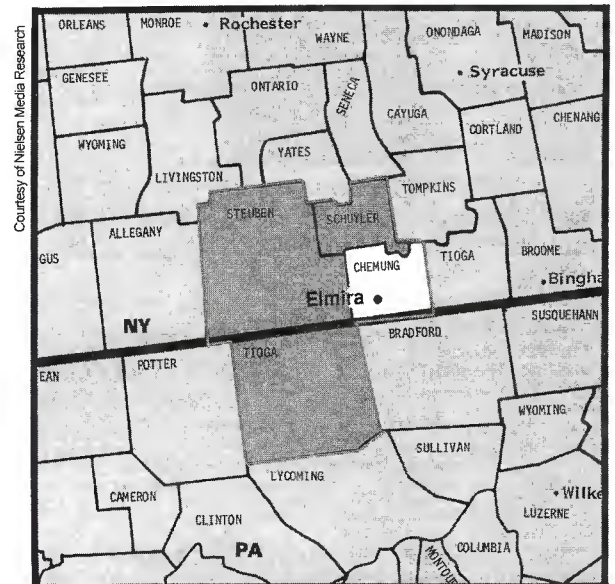 Courtesy of Nielsen Media Research
ORLEANS
MONROE
Rochester
WAYNE
ONONDAGA
MADISON
GENESEE
ONTARIO
SENECA
Syracuse
CAYUGA
CORTLAND
CHENANG
WYOMING
LIVINGSTON
YATES
TOMPKINS
STEUBEN
SCHUYLER
ALLEGANY
GUS
CHEMUNG
TIOGA
BROOME
Elmira
Bingha
NY
SUSQUEHANN
BRADFORD
EAN
POTTER
TIOGA
WYOMING
SULLIVAN
LYCOMING
CAMERON
CLINTON
Wilke
LUZERNE
PA
COLUMBIA
MONTOU